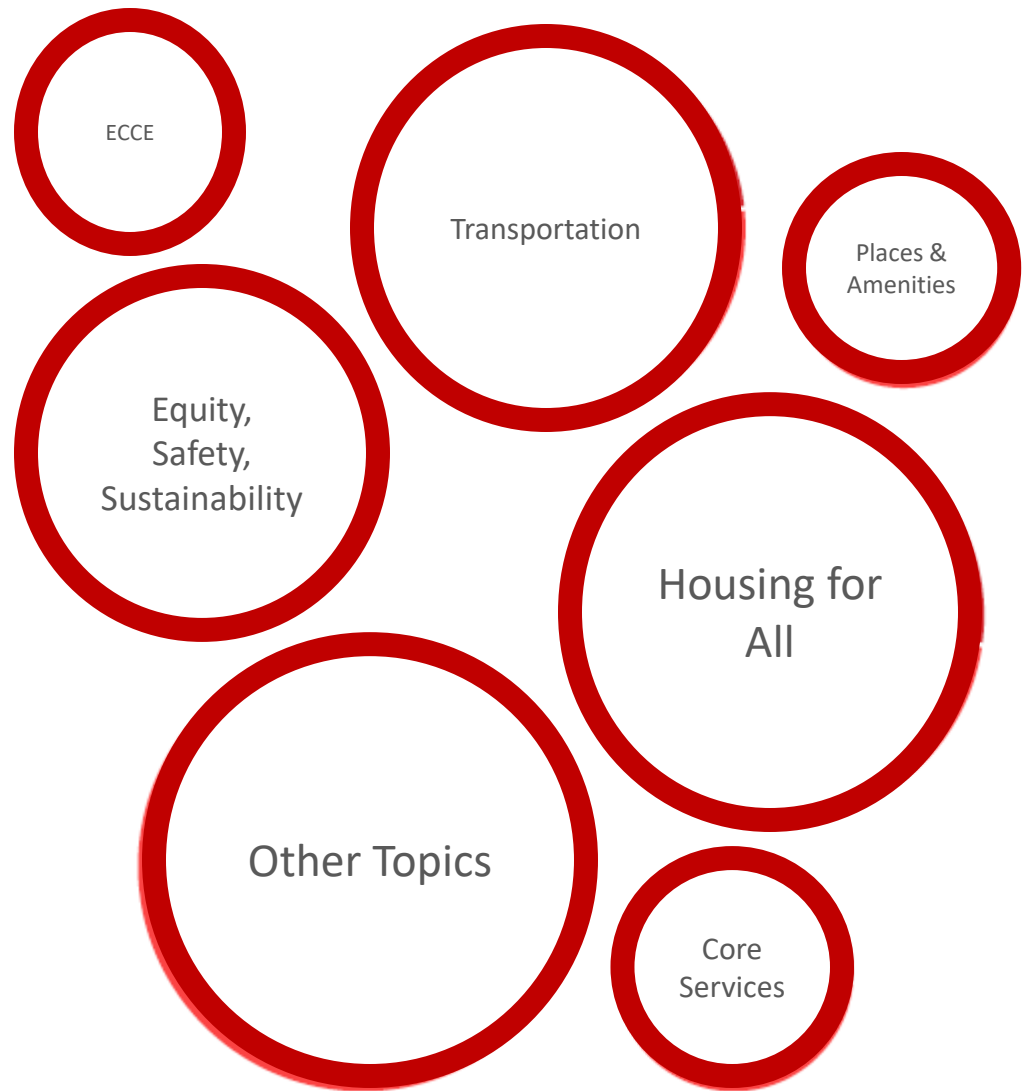 ECCE
Transportation
Places &
Amenities
Equity,
Safety,
Sustainability
Housing for
All
Other Topics
Core
Services